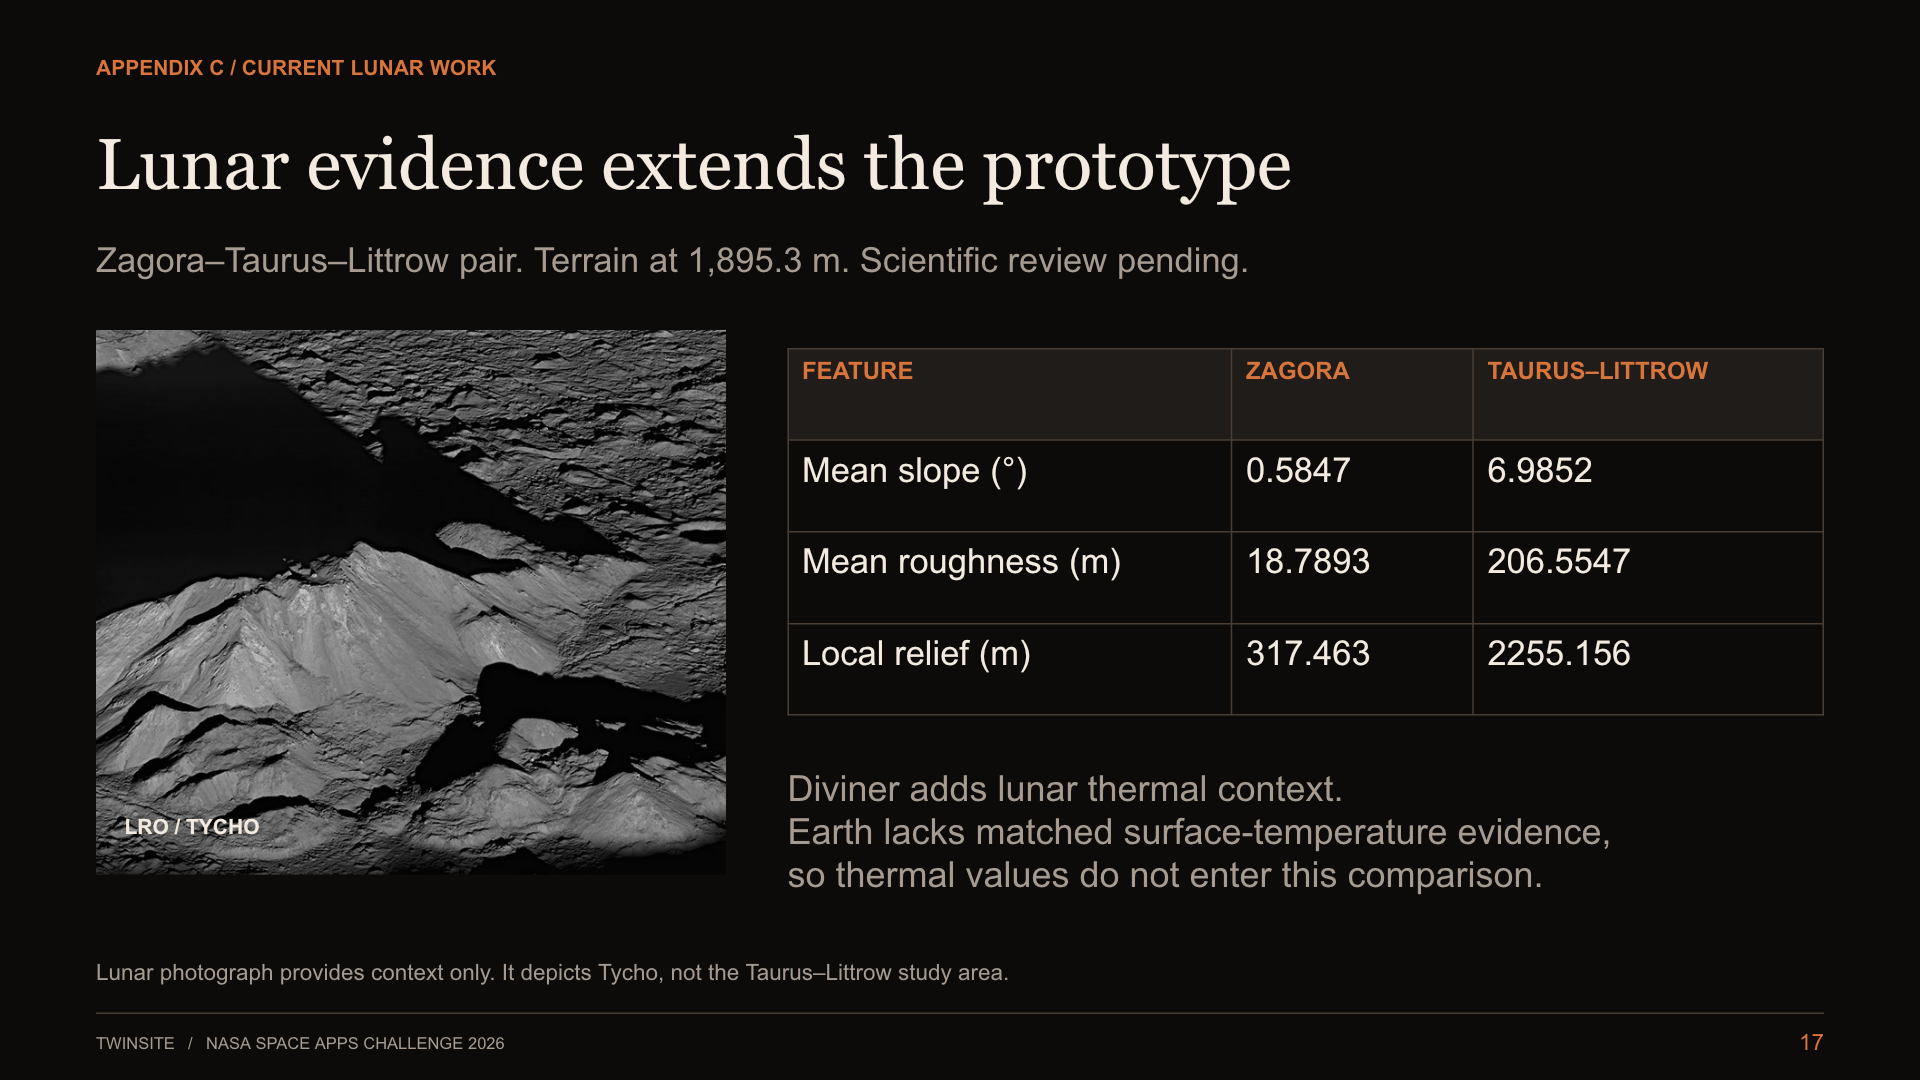 APPENDIX C / CURRENT LUNAR WORK
Lunar evidence extends the prototype
Zagora–Taurus–Littrow pair. Terrain at 1,895.3 m. Scientific review pending.
LRO / TYCHO
FEATURE ZAGORA TAURUS–LITTROW
Mean slope (°) 0.5847 6.9852
Mean roughness (m) 18.7893 206.5547
Local relief (m) 317.463 2255.156
Diviner adds lunar thermal context.
Earth lacks matched surface-temperature evidence,
so thermal values do not enter this comparison.
Lunar photograph provides context only. It depicts Tycho, not the Taurus–Littrow study area.
TWINSITE / NASA SPACE APPS CHALLENGE 2026 17